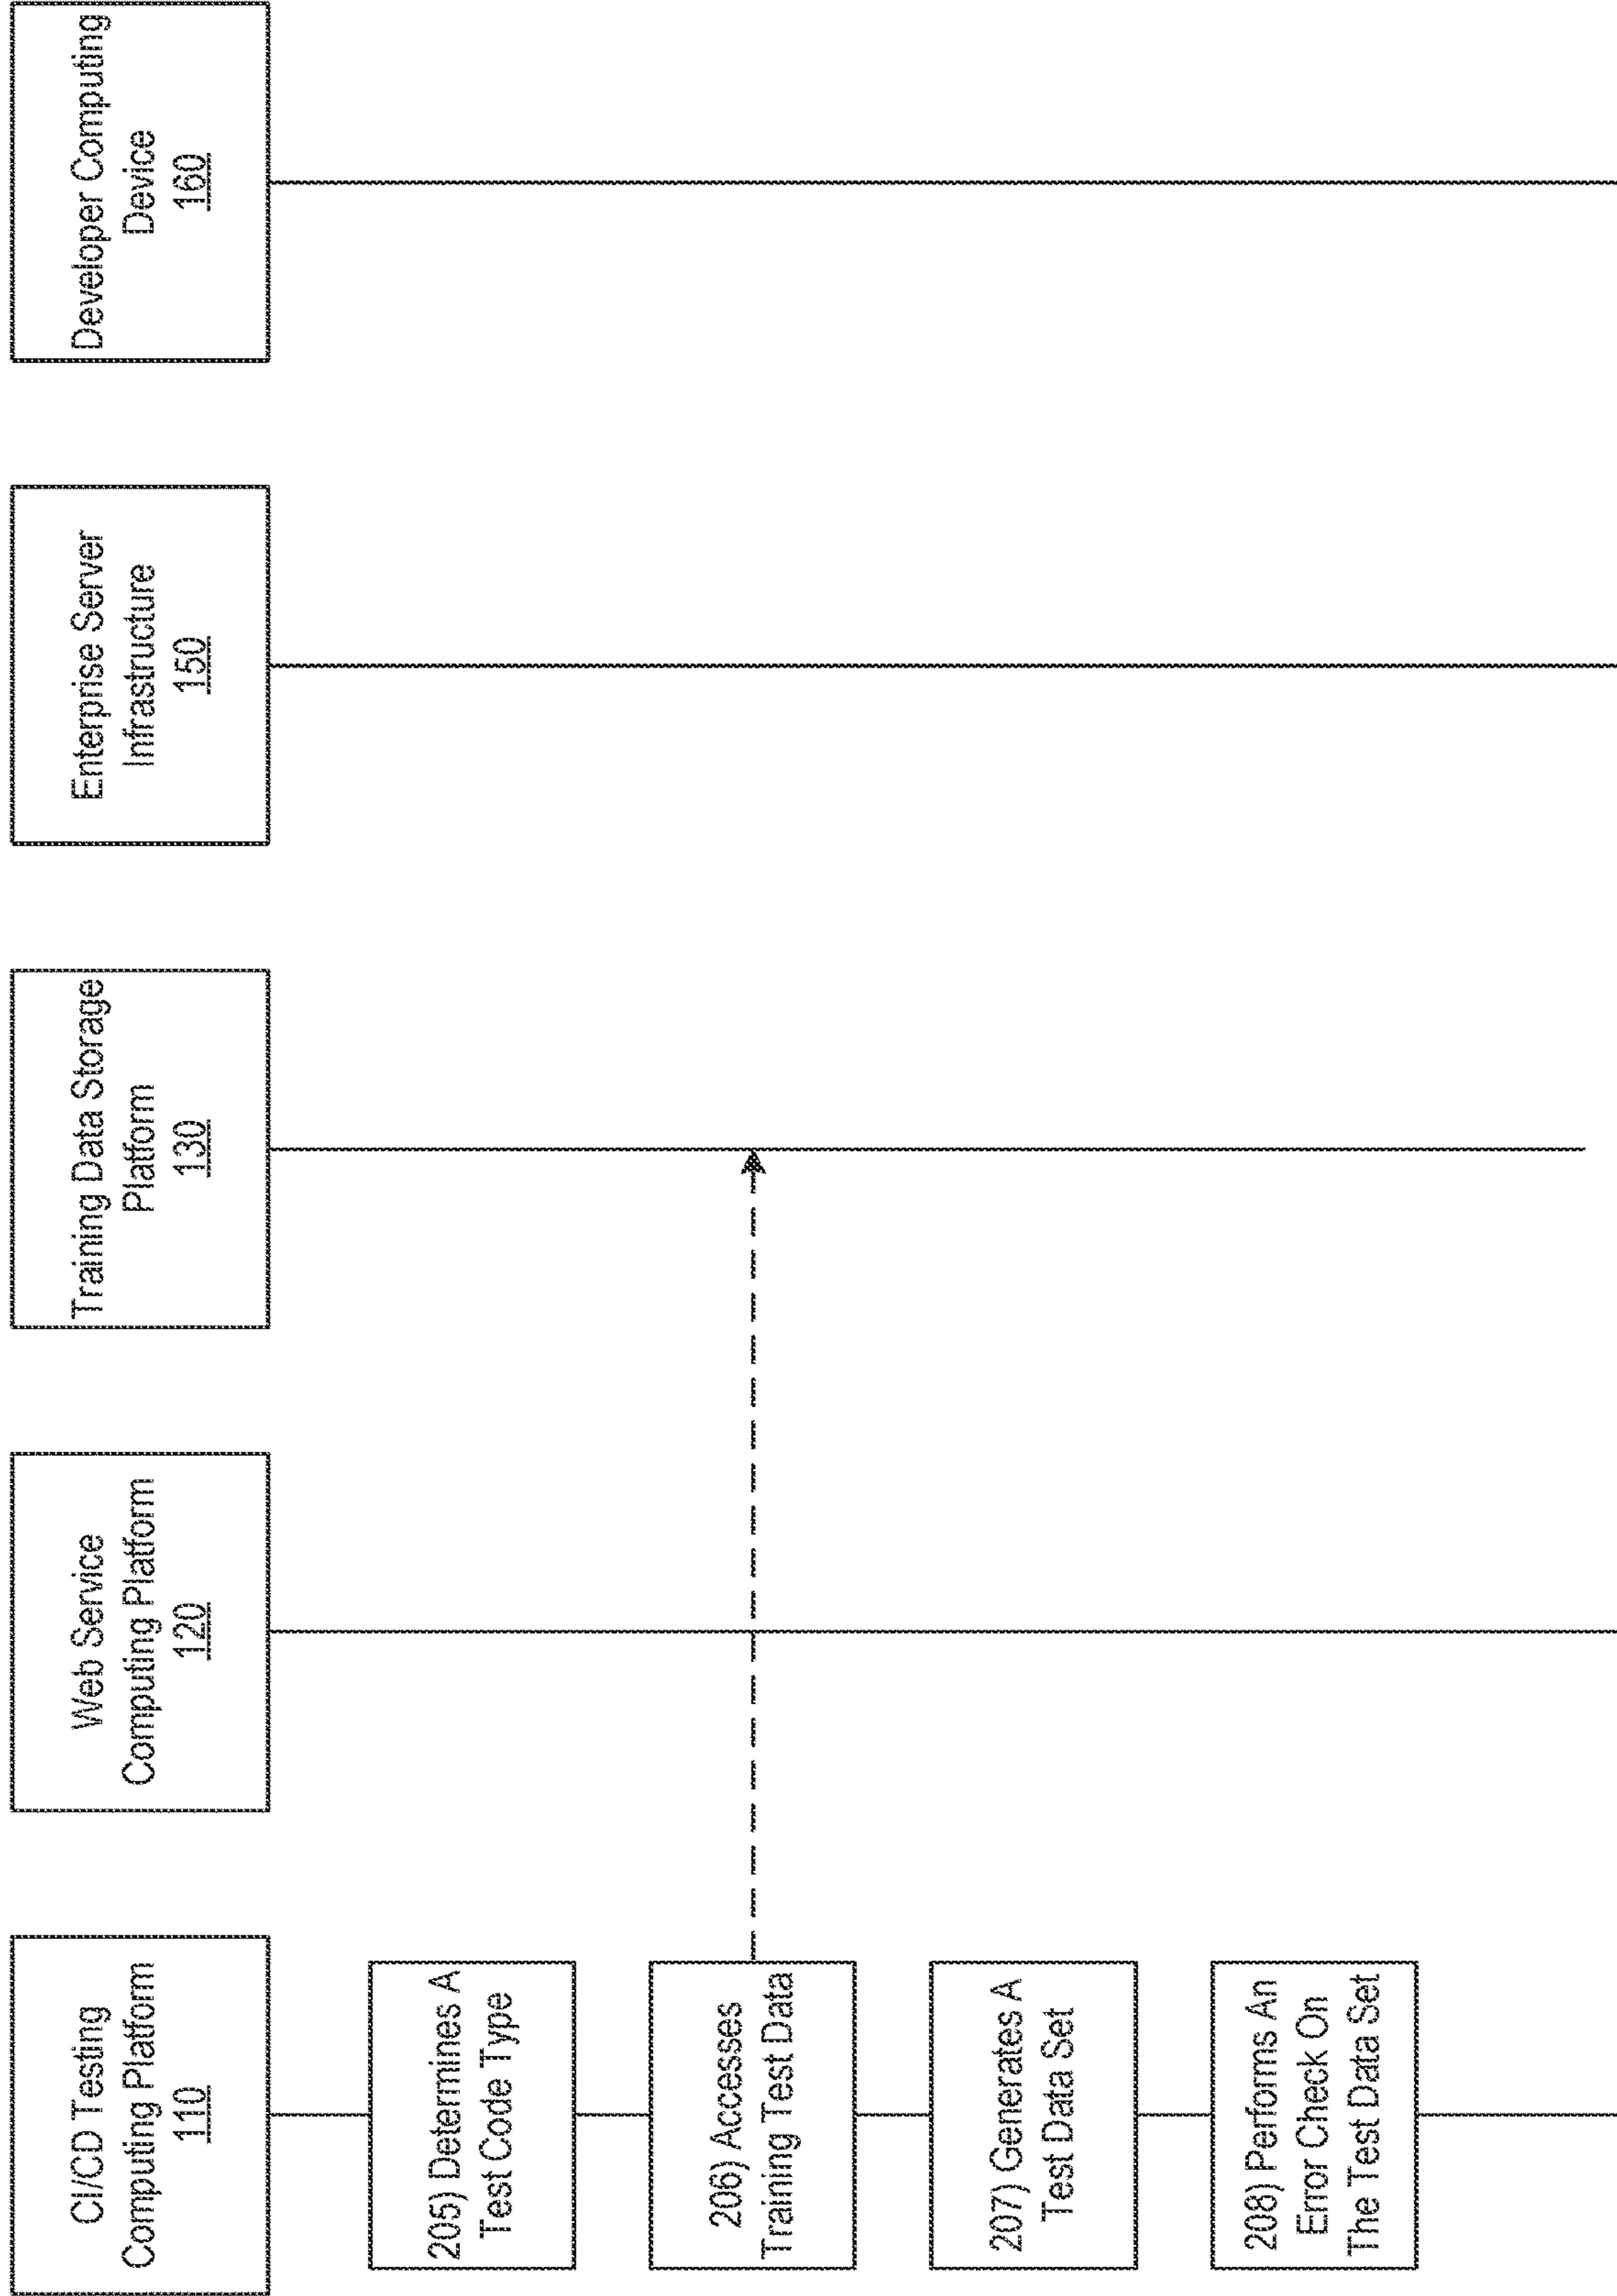 CI/CD Testing
Computing Platform
110
Web Service
Computing Platform
120
Training Data Storage
Platform
130
Enterprise Server
Infrastructure
150
Developer Computing
Device
160
205) Determines A
Test Code Type
206) Accesses
Training Test Data
207) Generates A
Test Data Set
208) Performs An
Error Check On
The Test Data Set